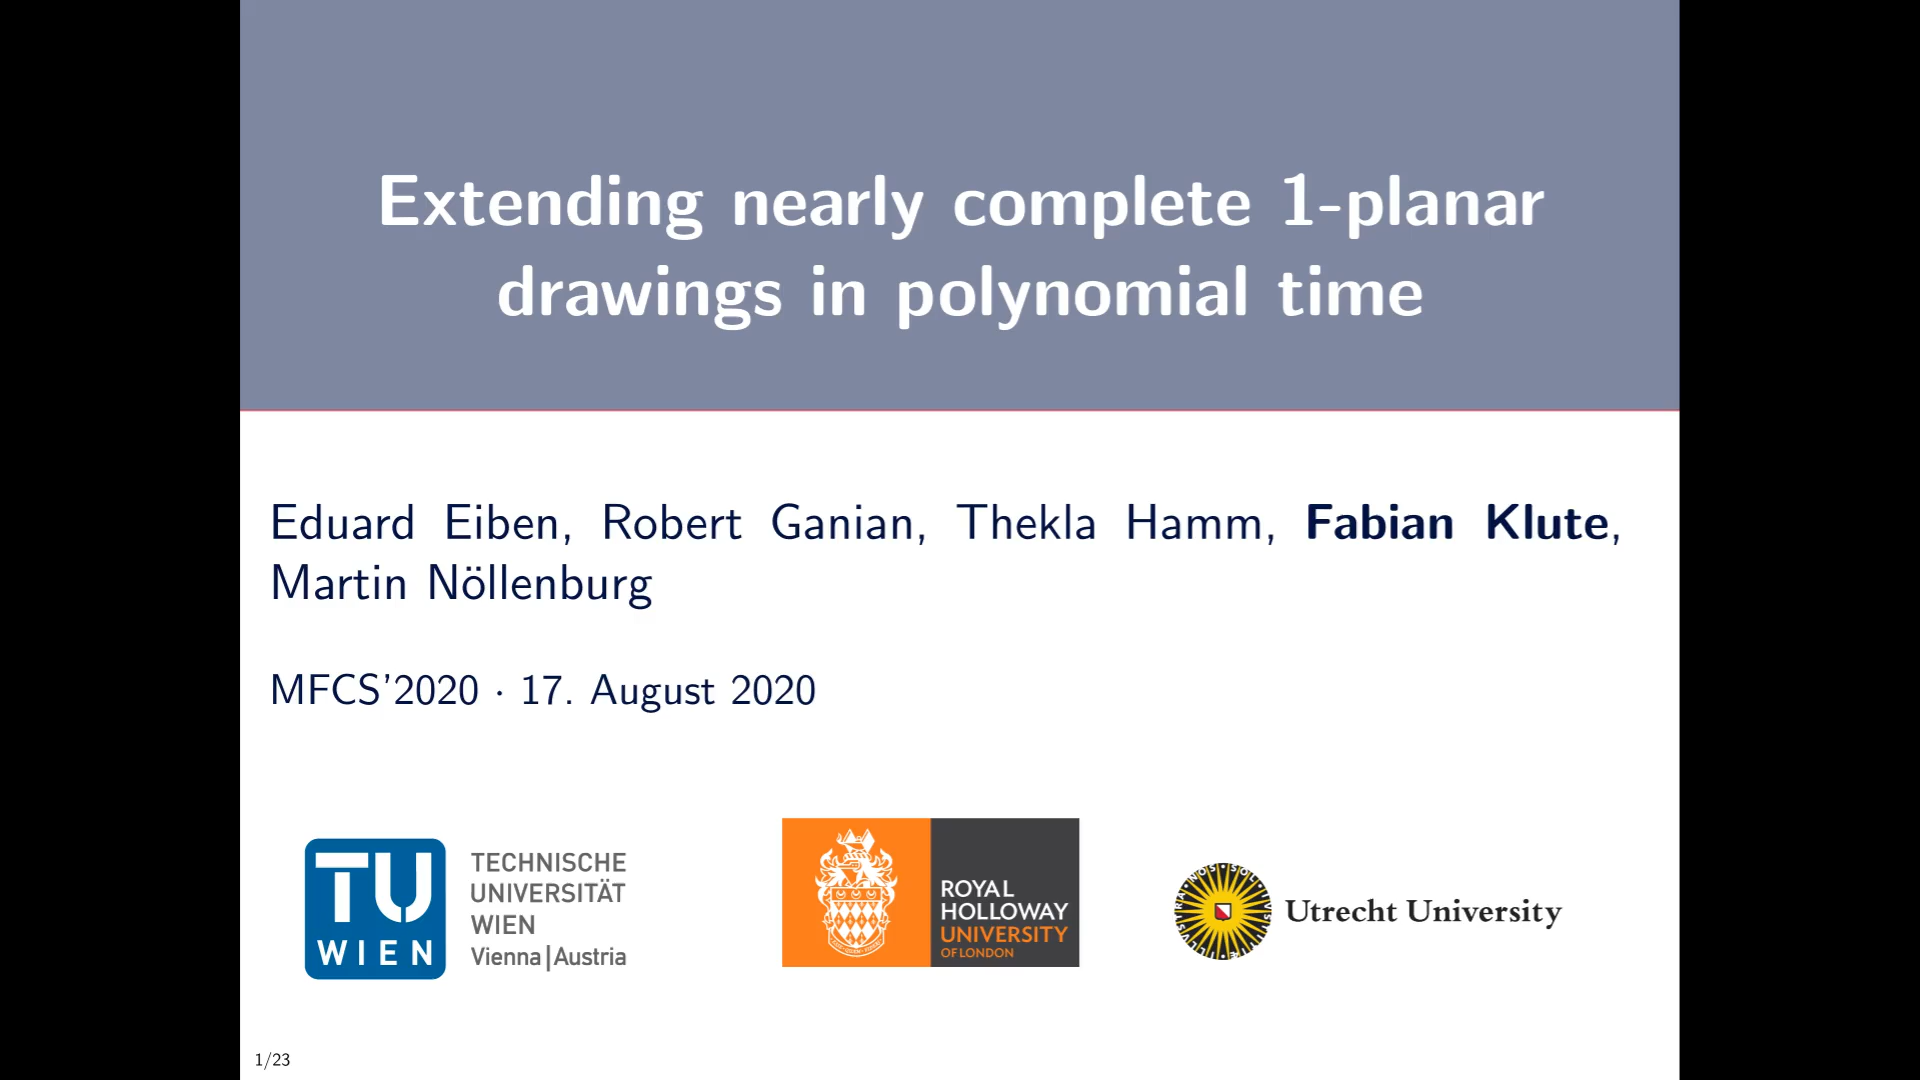 Extending nearly complete 1-planar
drawings in polynomial time
Eduard Eiben, Robert Ganian, Thekla Hamm, Fabian Klute,
Martin Nöllenburg
MFCS'2020 · 17. August 2020
TU
WIEN
TECHNISCHE
UNIVERSITÄT
WIEN
Vienna|Austria
ROYAL
HOLLOWAY
UNIVERSITY
OF LONDON
Utrecht University
1/23